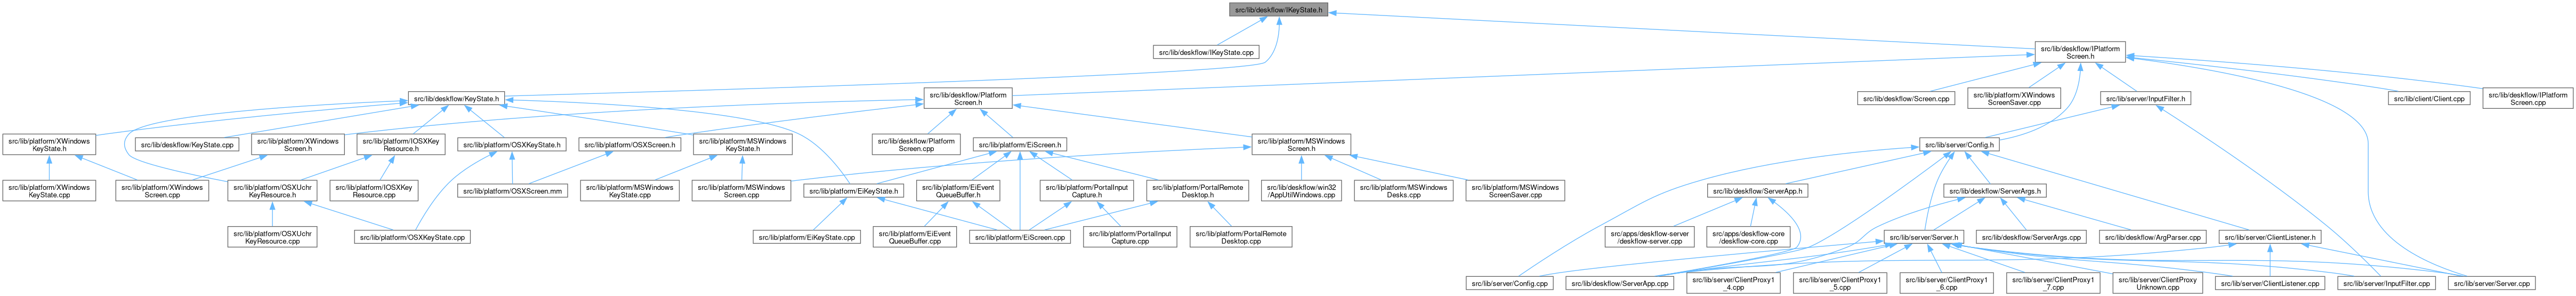 src/lib/deskflow/IKeyState.h
src/lib/deskflow/IKeyState.cpp
src/lib/deskflow/IPlatform
Screen.h
src/lib/deskflow/KeyState.h
src/lib/deskflow/Platform
Screen.h
src/lib/deskflow/Screen.cpp
src/lib/platform/XWindows
ScreenSaver.cpp
src/lib/server/InputFilter.h
src/lib/client/Client.cpp
src/lib/deskflow/IPlatform
Screen.cpp
src/lib/platform/XWindows
KeyState.h
src/lib/deskflow/KeyState.cpp
src/lib/platform/XWindows
Screen.h
src/lib/platform/IOSXKey
Resource.h
src/lib/platform/OSXKeyState.h
src/lib/platform/OSXScreen.h
src/lib/platform/MSWindows
KeyState.h
src/lib/deskflow/Platform
Screen.cpp
src/lib/platform/EiScreen.h
src/lib/platform/MSWindows
Screen.h
src/lib/server/Config.h
src/lib/platform/XWindows
KeyState.cpp
src/lib/platform/XWindows
Screen.cpp
src/lib/platform/OSXUchr
KeyResource.h
src/lib/platform/IOSXKey
Resource.cpp
src/lib/platform/OSXScreen.mm
src/lib/platform/MSWindows
KeyState.cpp
src/lib/platform/MSWindows
Screen.cpp
src/lib/platform/EiKeyState.h
src/lib/platform/EiEvent
QueueBuffer.h
src/lib/platform/PortalInput
Capture.h
src/lib/platform/PortalRemote
Desktop.h
src/lib/deskflow/win32
/AppUtilWindows.cpp
src/lib/platform/MSWindows
Desks.cpp
src/lib/platform/MSWindows
ScreenSaver.cpp
src/lib/deskflow/ServerApp.h
src/lib/deskflow/ServerArgs.h
src/lib/platform/OSXUchr
KeyResource.cpp
src/lib/platform/OSXKeyState.cpp
src/lib/platform/EiKeyState.cpp
src/lib/platform/EiEvent
QueueBuffer.cpp
src/lib/platform/EiScreen.cpp
src/lib/platform/PortalInput
Capture.cpp
src/lib/platform/PortalRemote
Desktop.cpp
src/apps/deskflow-server
/deskflow-server.cpp
src/apps/deskflow-core
/deskflow-core.cpp
src/lib/server/Server.h
src/lib/deskflow/ServerArgs.cpp
src/lib/deskflow/ArgParser.cpp
src/lib/server/ClientListener.h
src/lib/server/Config.cpp
src/lib/deskflow/ServerApp.cpp
src/lib/server/ClientProxy1
_4.cpp
src/lib/server/ClientProxy1
_5.cpp
src/lib/server/ClientProxy1
_6.cpp
src/lib/server/ClientProxy1
_7.cpp
src/lib/server/ClientProxy
Unknown.cpp
src/lib/server/ClientListener.cpp
src/lib/server/InputFilter.cpp
src/lib/server/Server.cpp